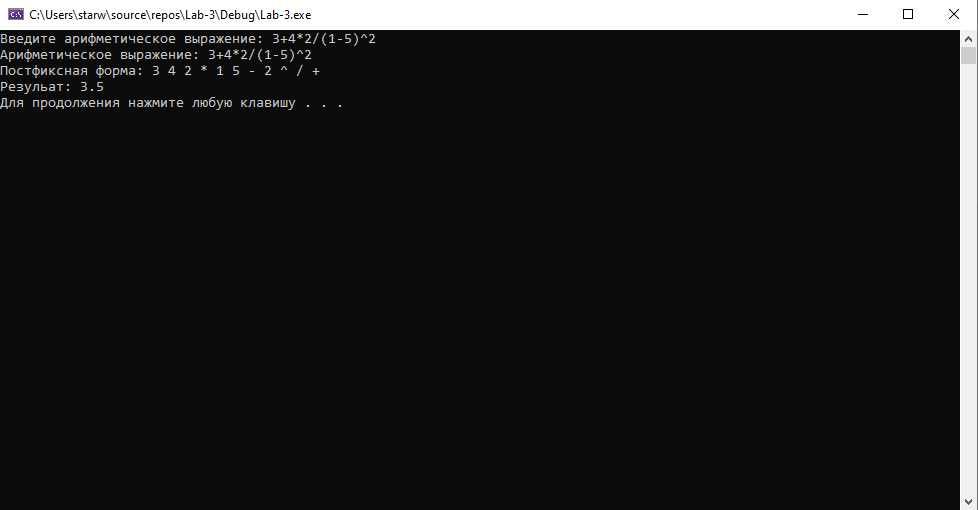 C:\Users\starw\source\repos\Lab-3\Debug\Lab-3.exe
Введите арифметическое выражение: 3+4*2/(1-5)^2
Арифметическое выражение: 3+4*2/(1-5)^2
Постфиксная форма: 3 4 2 * 1 5 - 2 ^ / +
Резульат: 3.5
Для продолжения нажмите любую клавишу . . .